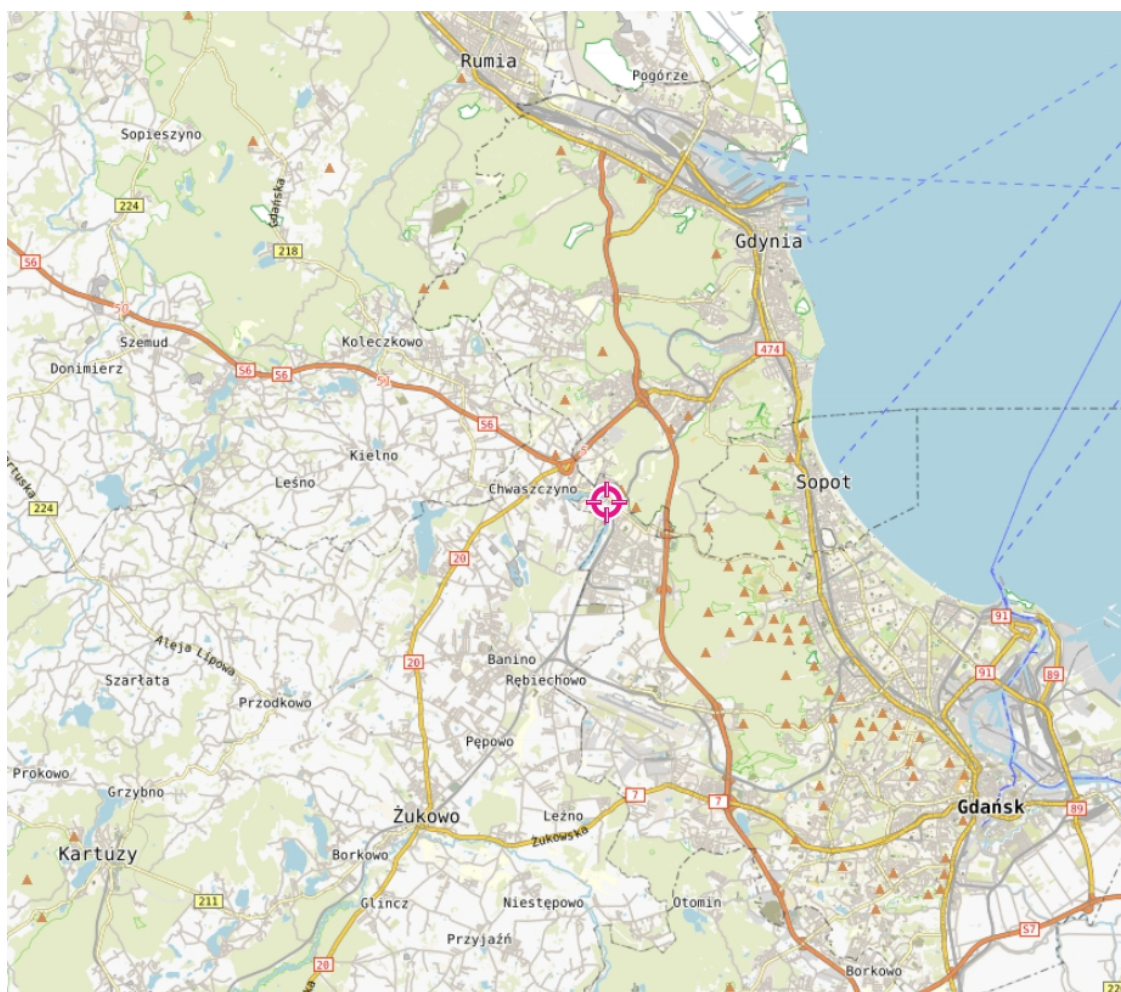 Rumia
Pogórze
Sopieszyno
Gdańska
224
218
Gdynia
S6
Szemud
Koleczkowo
474
Donimierz
S6
S6
S6
Kielno
Leśno
Chwaszczyno
Sopot
224
20
91
Aleja Lipowa
Szarłata
Banino
Rębiechowo
20
91
89
Przodkowo
Pępowo
Prokowo
Grzybno
7
7
Leźno
Żukowo
Żukowska
Gdańsk
89
Kartuzy
Borkowo
211
Glincz
Niestępowo
Otomin
Przyjaźń
S7
20
Borkowo